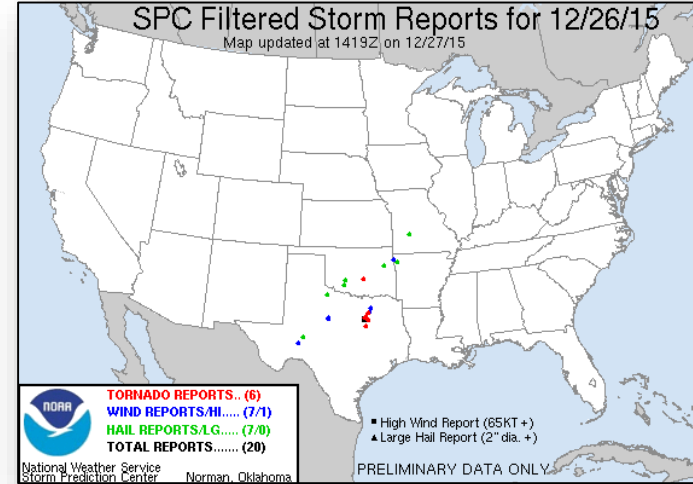 SPC Filtered Storm Reports for 12/26/15
Map updated at 1419Z on 12/27/15
NOAA
TORNADO REPORTS.. (6)
WIND REPORTS/HI..... (7/1)
HAIL REPORTS/LG..... (7/0)
TOTAL REPORTS....... (20)
National Weather Service
Storm Prediction Center Norman, Oklahoma
High Wind Report (65KT +)
Large Hail Report (2" dia. +)
PRELIMINARY DATA ONLY